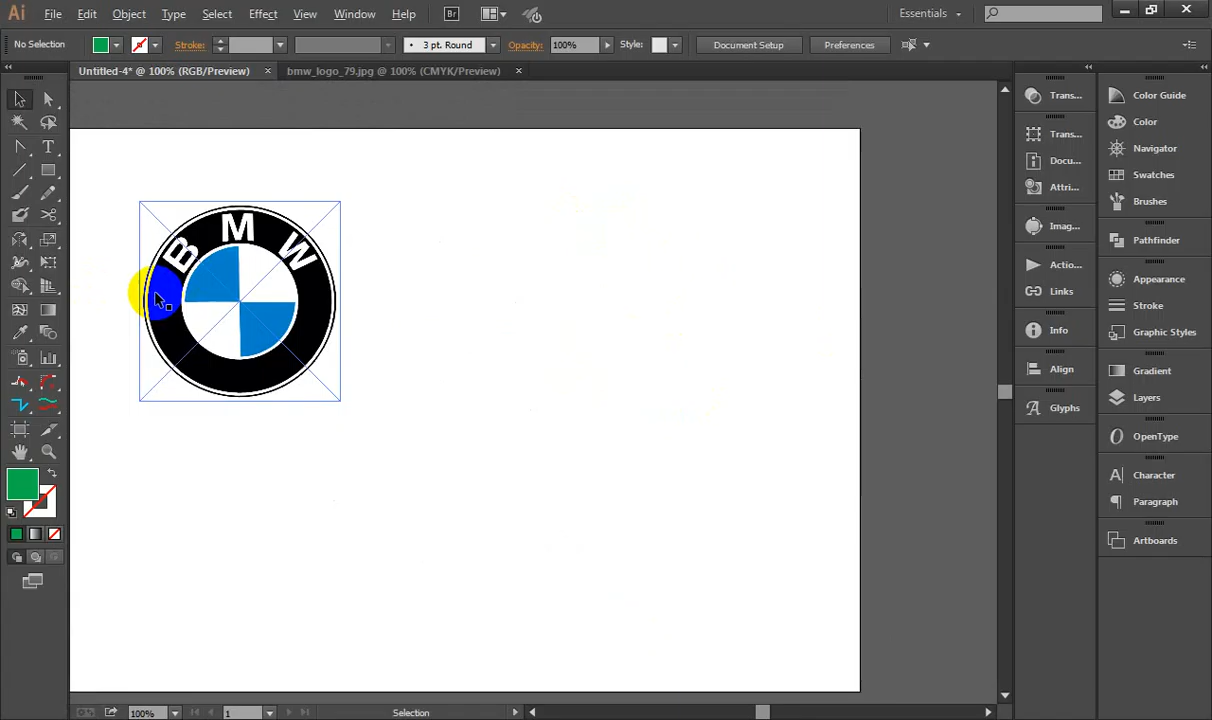 Ai File Edit Object Type Select Effect View Window Help Br Essentials
No Selection Stroke: 3 pt. Round Opacity: 100% Style: Document Setup Preferences
Untitled-4* @ 100% (RGB/Preview) × bmw_logo_79.jpg @ 100% (CMYK/Preview) ×
Trans... Color Guide
Color
Trans... Navigator
Docu... Swatches
Attri... Brushes
Imag... Pathfinder
Actio... Appearance
Links Stroke
Info Graphic Styles
Align Gradient
Layers
Glyphs
OpenType
Character
Paragraph
Artboards
BMW
100% 1 Selection